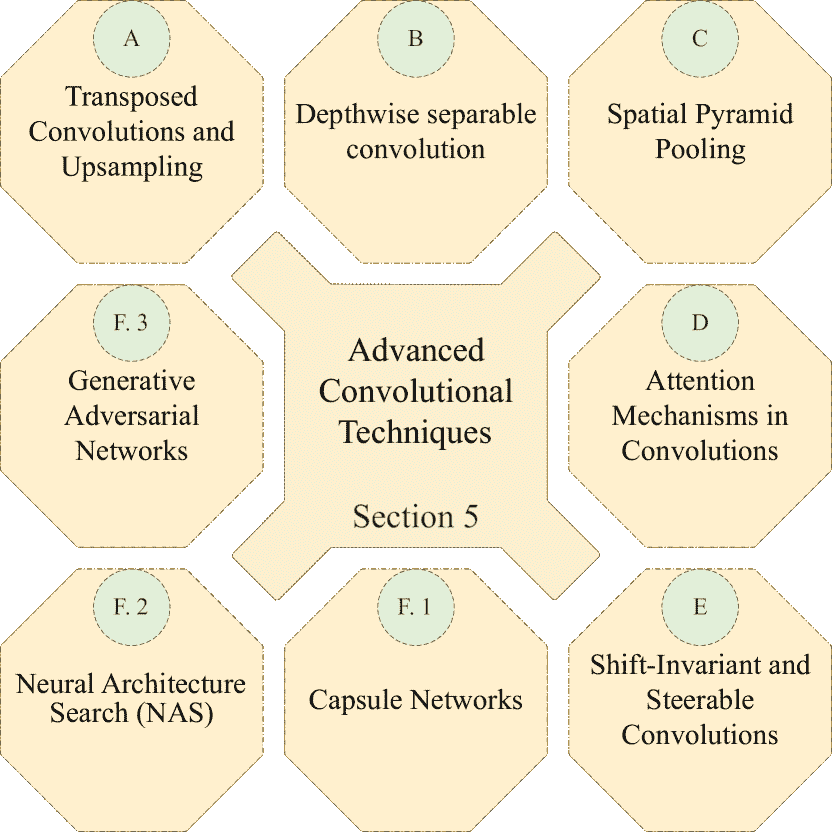 A
Transposed
Convolutions and
Upsampling
B
Depthwise separable
convolution
C
Spatial Pyramid
Pooling
F. 3
Generative
Adversarial
Networks
Advanced
Convolutional
Techniques
Section 5
D
Attention
Mechanisms in
Convolutions
F. 2
Neural Architecture
Search (NAS)
F. 1
Capsule Networks
E
Shift-Invariant and
Steerable
Convolutions